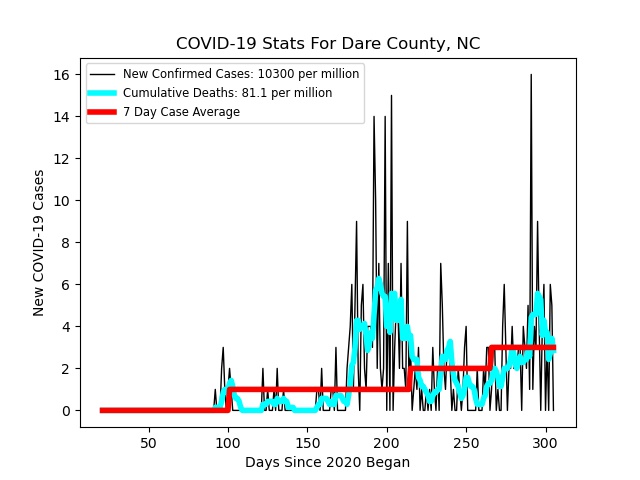 COVID-19 Stats For Dare County, NC
New Confirmed Cases: 10300 per million
Cumulative Deaths: 81.1 per million
7 Day Case Average
New COVID-19 Cases
16
14
12
10
8
6
4
2
0
50 100 150 200 250 300
Days Since 2020 Began